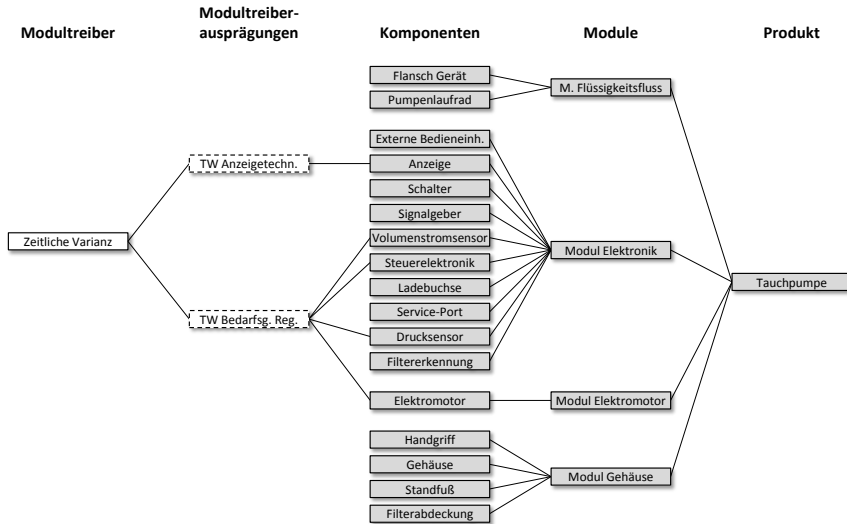 Modultreiber
Modultreiber-
ausprägungen
Komponenten
Module
Produkt
Flansch Gerät
Pumpenlaufrad
M. Flüssigkeitsfluss
Externe Bedieneinh.
TW Anzeigetechn.
Anzeige
Schalter
Signalgeber
Zeitliche Varianz
Volumenstromsensor
Modul Elektronik
Steuerelektronik
Tauchpumpe
Ladebuchse
Service-Port
TW Bedarfsg. Reg.
Drucksensor
Filtererkennung
Elektromotor
Modul Elektromotor
Handgriff
Gehäuse
Modul Gehäuse
Standfuß
Filterabdeckung